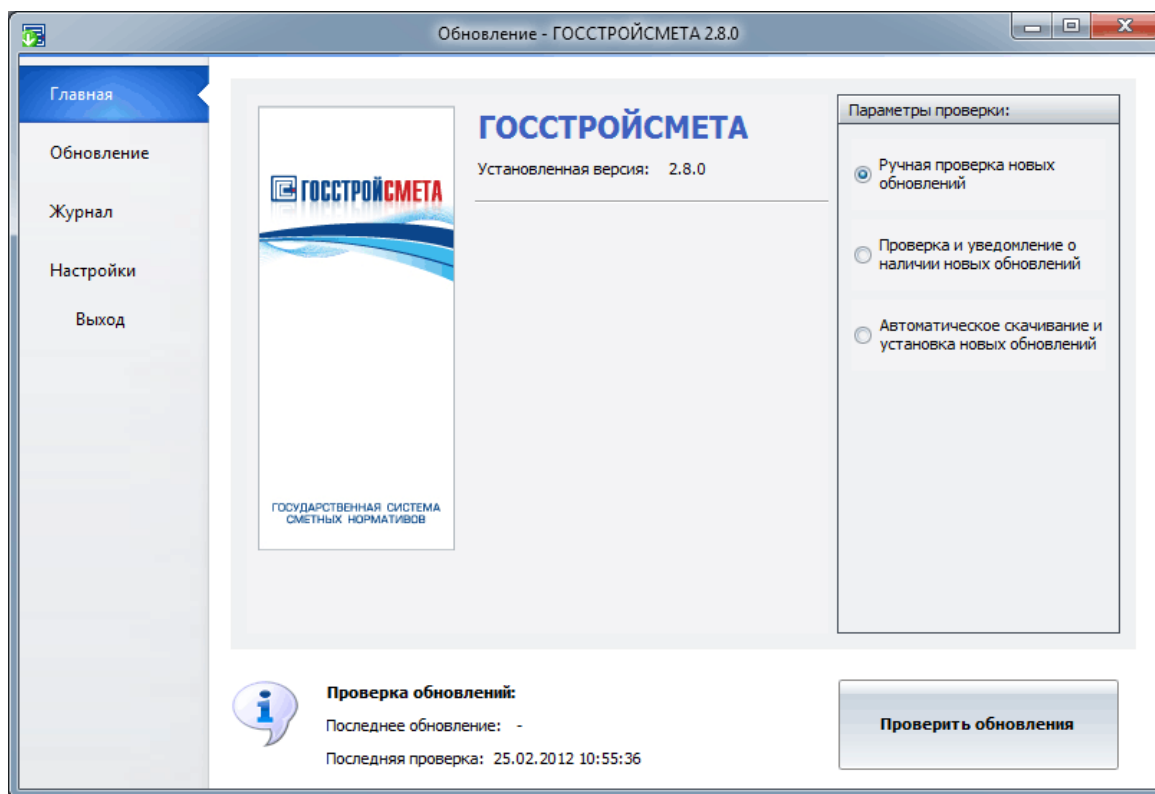 Обновление - ГОССТРОЙСМЕТА 2.8.0
Главная
Обновление
Журнал
Настройки
Выход
ГОССТРОЙСМЕТА
ГОСУДАРСТВЕННАЯ СИСТЕМА
СМЕТНЫХ НОРМАТИВОВ
ГОССТРОЙСМЕТА
Установленная версия: 2.8.0
Параметры проверки:
Ручная проверка новых
обновлений
Проверка и уведомление о
наличии новых обновлений
Автоматическое скачивание и
установка новых обновлений
Проверка обновлений:
Последнее обновление: -
Последняя проверка: 25.02.2012 10:55:36
Проверить обновления